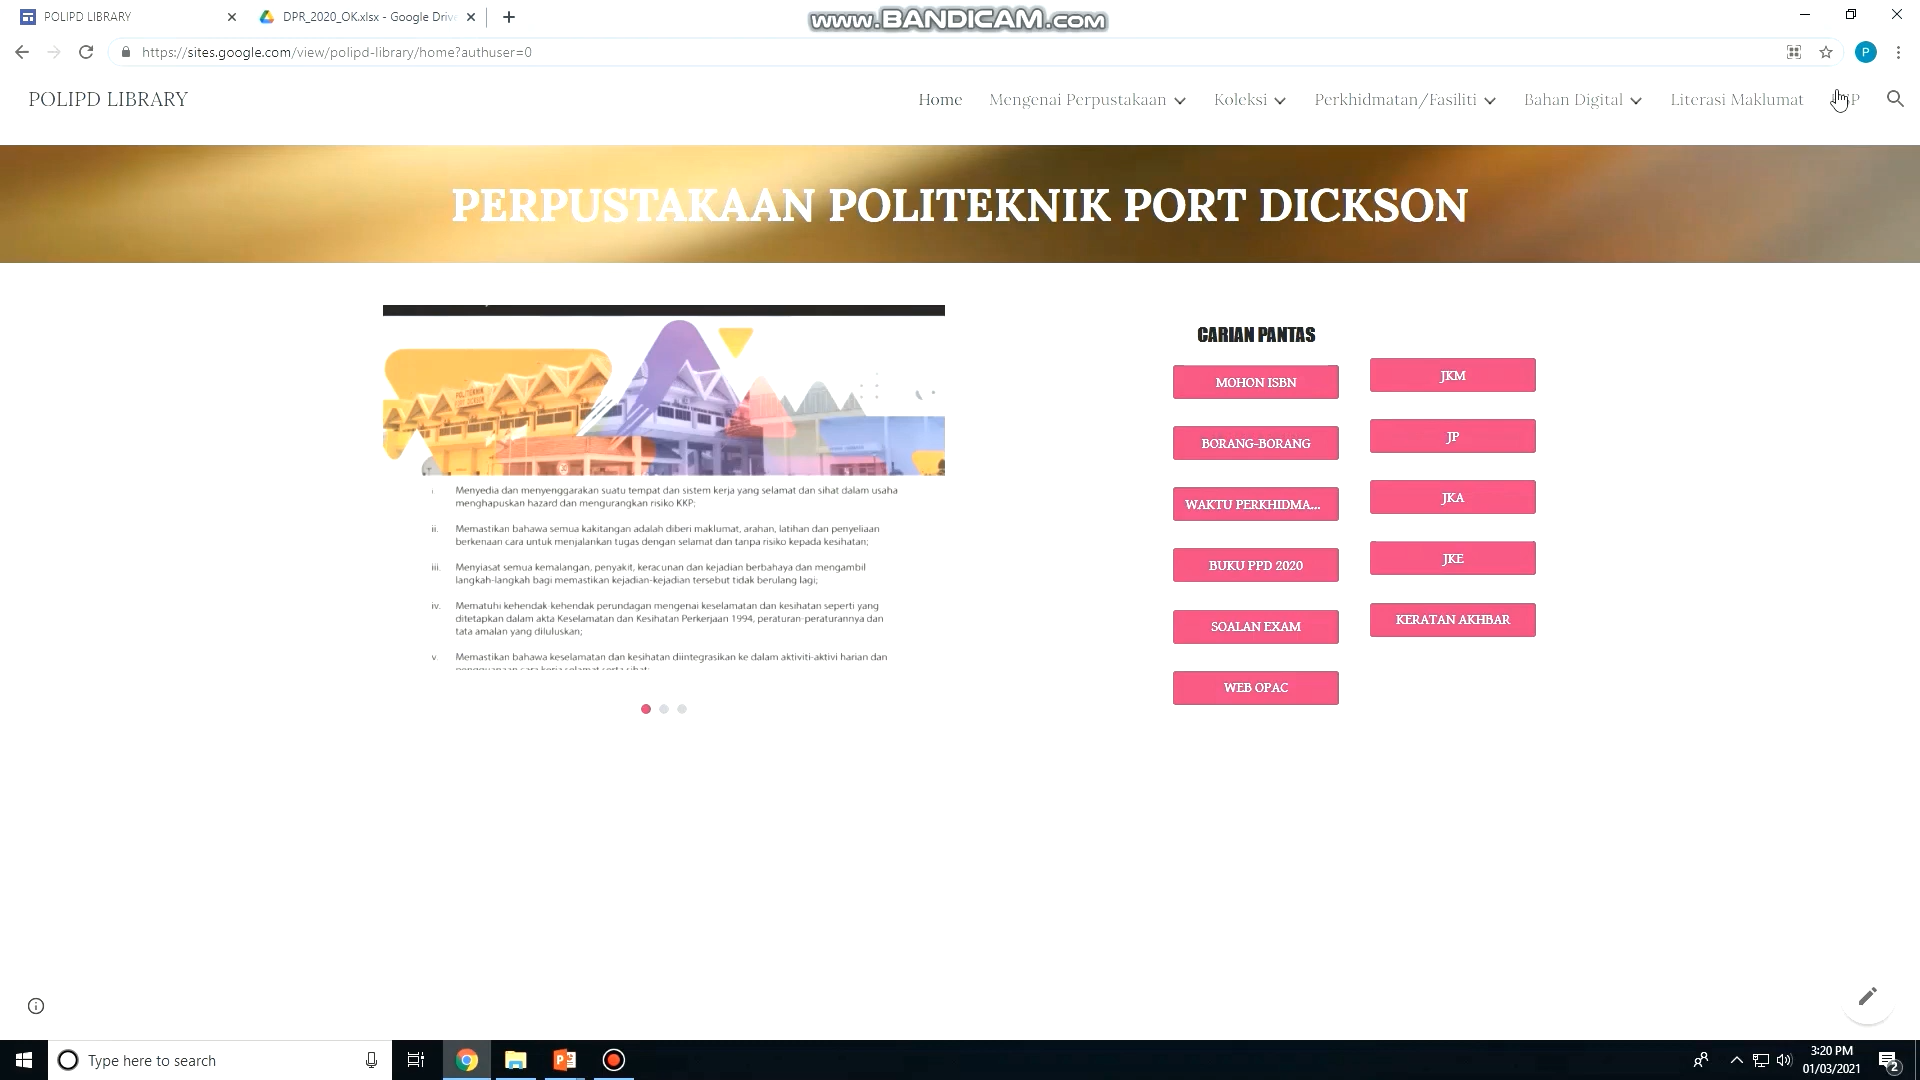 POLIPD LIBRARY
DPR_2020_OK.xlsx - Google Drive
www.BANDICAM.com
https://sites.google.com/view/polipd-library/home?authuser=0
P
POLIPD LIBRARY
Home
Mengenai Perpustakaan
Koleksi
Perkhidmatan/Fasiliti
Bahan Digital
Literasi Maklumat
PERPUSTAKAAN POLITEKNIK PORT DICKSON
POLITEKNIK
PORT DICKSON
i Menyedia dan menyenggarakan suatu tempat dan sistem kerja yang selamat dan sihat dalam usaha
menghapuskan hazard dan mengurangkan risiko KKP;
ii. Memastikan bahawa semua kakitangan adalah diberi maklumat, arahan, latihan dan penyeliaan
berkenaan cara untuk menjalankan tugas dengan selamat dan tanpa risiko kepada kesihatan;
iii. Menyiasat semua kemalangan, penyakit, keracunan dan kejadian berbahaya dan mengambil
langkah-langkah bagi memastikan kejadian-kejadian tersebut tidak berulang lagi;
iv. Mematuhi kehendak kehendak perundagan mengenai keselamatan dan kesihatan seperti yang
ditetapkan dalam akta Keselamatan dan Kesihatan Perkerjaan 1994, peraturan-peraturannya dan
tata amalan yang diluluskan;
v. Memastikan bahawa keselamatan dan kesihatan diintegrasikan ke dalam aktiviti-aktivi harian dan
CARIAN PANTAS
MOHON ISBN
BORANG-BORANG
WAKTU PERKHIDMA...
BUKU PPD 2020
SOALAN EXAM
WEB OPAC
JKM
JP
JKA
JKE
KERATAN AKHBAR
Type here to search
3:20 PM
01/03/2021
2